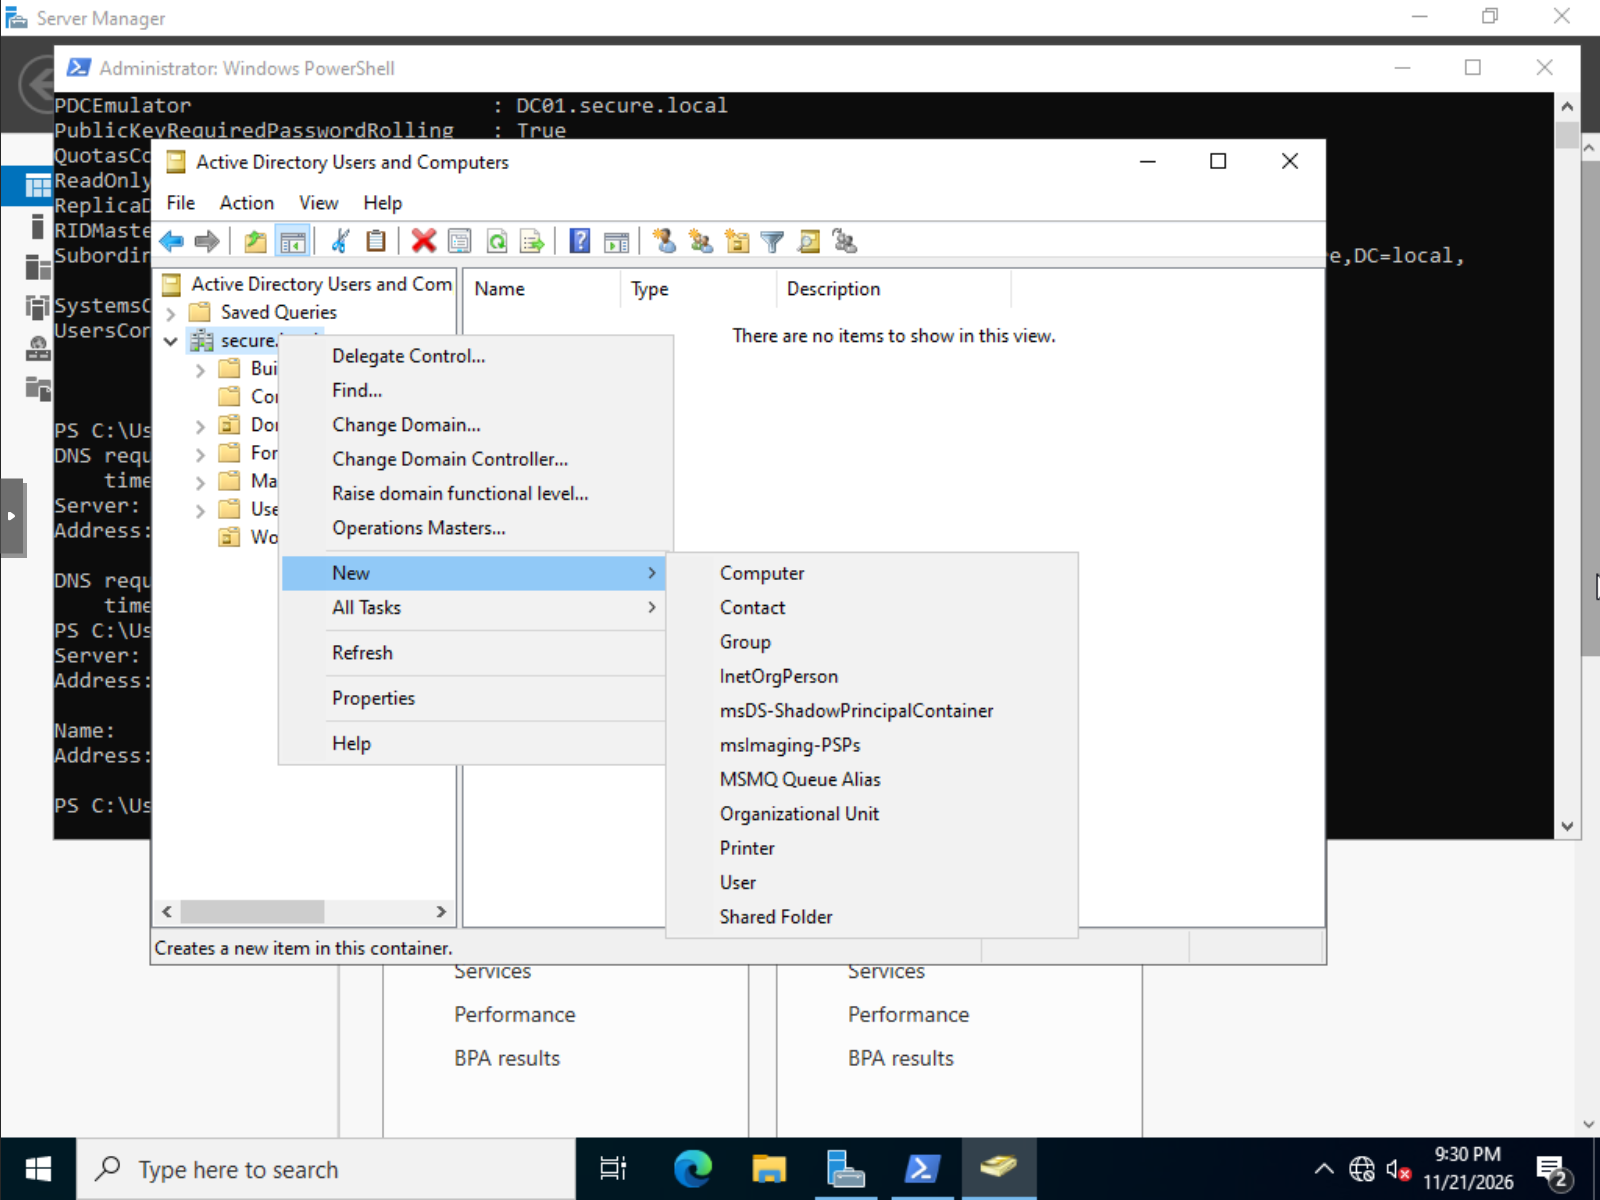 Server Manager
Administrator: Windows PowerShell
PDCEmulator : DC01.secure.local
PublicKeyRequiredPasswordRolling : True
QuotasCo
ReadOnly
ReplicaD
RIDMaste
Subordin
e,DC=local,
SystemsC
UsersCon
PS C:\Us
DNS requ
time
Server:
Address:
DNS requ
time
PS C:\Us
Server:
Address:
Name:
Address:
PS C:\Us
Active Directory Users and Computers
File Action View Help
Active Directory Users and Com
Saved Queries
secure.
Bui
Co
Do
For
Ma
Use
Wo
Name Type Description
There are no items to show in this view.
Delegate Control...
Find...
Change Domain...
Change Domain Controller...
Raise domain functional level...
Operations Masters...
New
All Tasks
Refresh
Properties
Help
Computer
Contact
Group
InetOrgPerson
msDS-ShadowPrincipalContainer
msImaging-PSPs
MSMQ Queue Alias
Organizational Unit
Printer
User
Shared Folder
Creates a new item in this container.
Services
Performance
BPA results
Services
Performance
BPA results
Type here to search
9:30 PM
11/21/2026
2